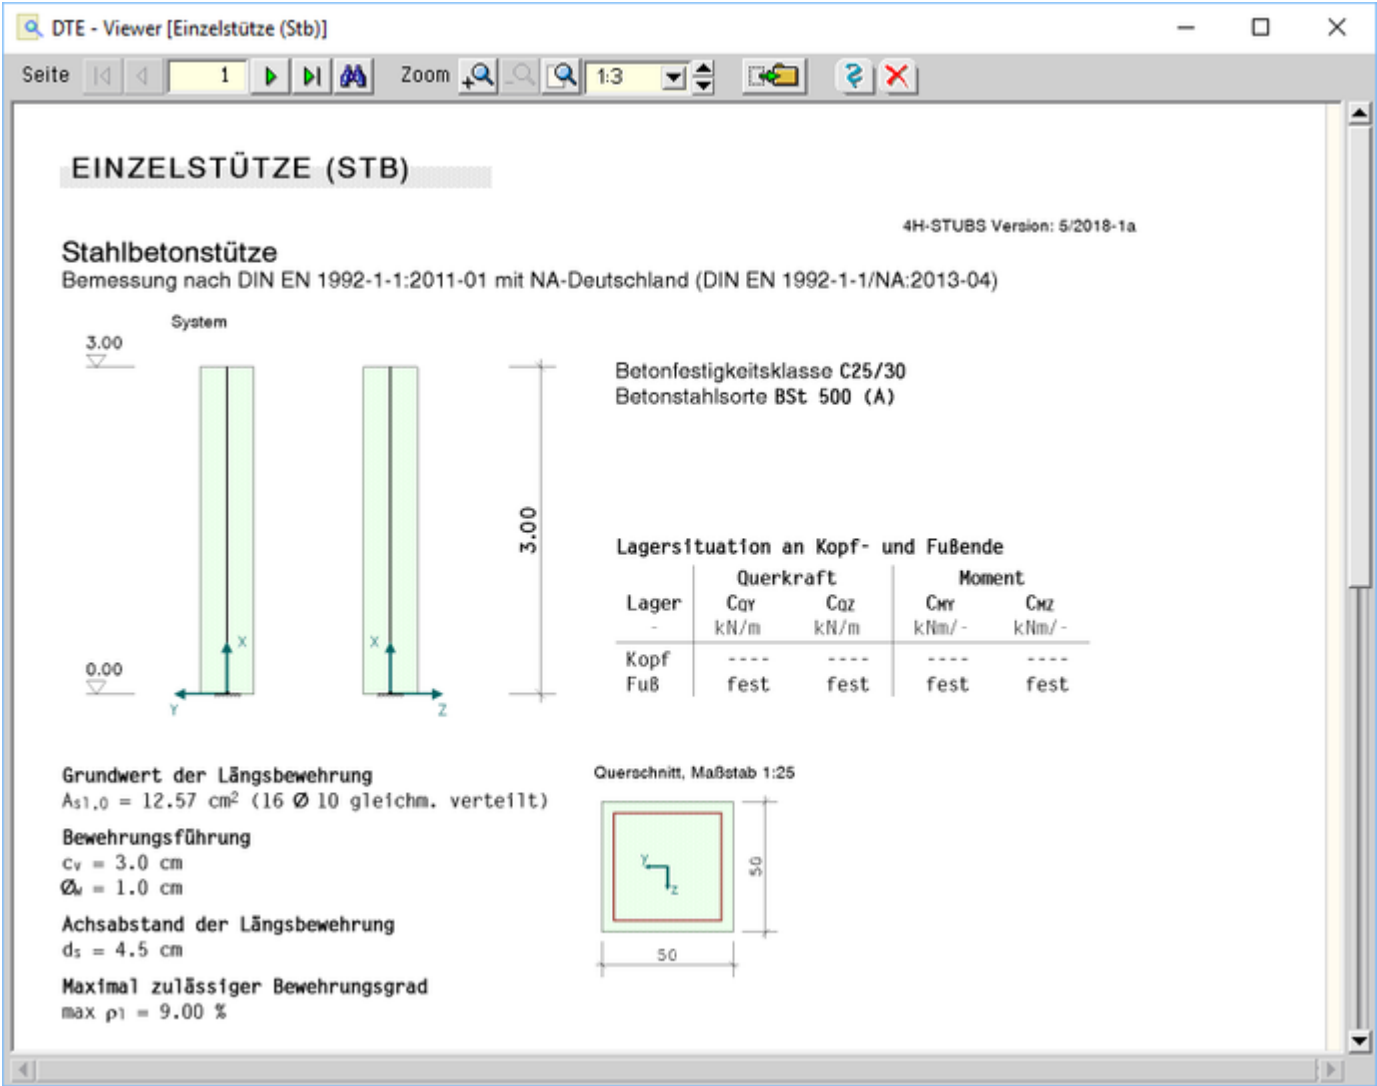 DTE - Viewer [Einzelstütze (Stb)]
Seite 1 Zoom 1:3
EINZELSTÜTZE (STB)
4H-STUBS Version: 5/2018-1a
Stahlbetonstütze
Bemessung nach DIN EN 1992-1-1:2011-01 mit NA-Deutschland (DIN EN 1992-1-1/NA:2013-04)
System
3.00
Betonfestigkeitsklasse C25/30
Betonstahlsorte BSt 500 (A)
3.00
Lagersituation an Kopf- und Fußende
Querkraft Moment
Lager CQY CQZ CMY CMZ
- kN/m kN/m kNm/- kNm/-
Kopf ---- ---- ---- ----
Fuß fest fest fest fest
X X
0.00
Y Z
Grundwert der Längsbewehrung
As1,0 = 12.57 cm² (16 Ø 10 gleichm. verteilt)
Bewehrungsführung
cv = 3.0 cm
Øw = 1.0 cm
Achsabstand der Längsbewehrung
ds = 4.5 cm
Maximal zulässiger Bewehrungsgrad
max ρl = 9.00 %
Querschnitt, Maßstab 1:25
Y
Z
50
50